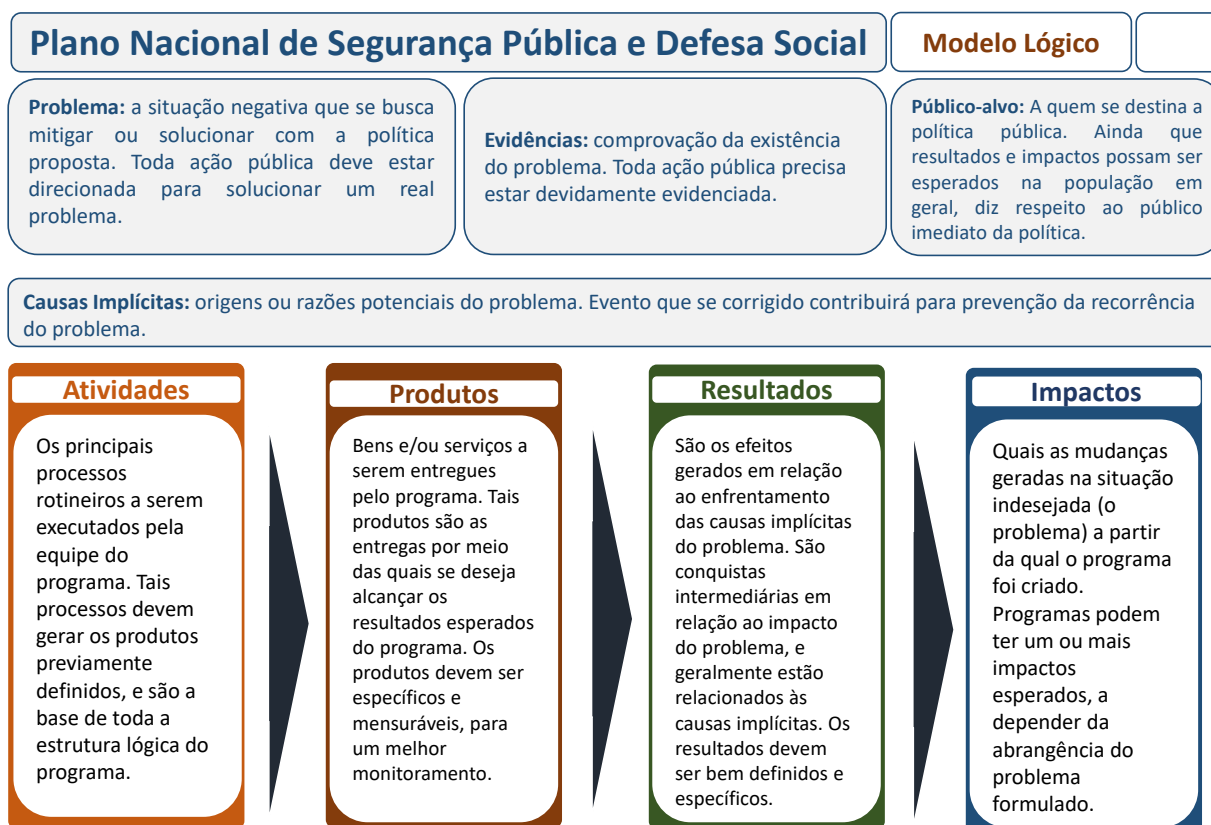 Plano Nacional de Segurança Pública e Defesa Social
Modelo Lógico
Problema: a situação negativa que se busca
mitigar ou solucionar com a política
proposta. Toda ação pública deve estar
direcionada para solucionar um real
problema.
Evidências: comprovação da existência
do problema. Toda ação pública precisa
estar devidamente evidenciada.
Público-alvo: A quem se destina a
política pública. Ainda que
resultados e impactos possam ser
esperados na população em
geral, diz respeito ao público
imediato da política.
Causas Implícitas: origens ou razões potenciais do problema. Evento que se corrigido contribuirá para prevenção da recorrência
do problema.
Atividades
Os principais
processos
rotineiros a serem
executados pela
equipe do
programa. Tais
processos devem
gerar os produtos
previamente
definidos, e são a
base de toda a
estrutura lógica do
programa.
Produtos
Bens e/ou serviços a
serem entregues
pelo programa. Tais
produtos são as
entregas por meio
das quais se deseja
alcançar os
resultados esperados
do programa. Os
produtos devem ser
específicos e
mensuráveis, para
um melhor
monitoramento.
Resultados
São os efeitos
gerados em relação
ao enfrentamento
das causas implícitas
do problema. São
conquistas
intermediárias em
relação ao impacto
do problema, e
geralmente estão
relacionados às
causas implícitas. Os
resultados devem
ser bem definidos e
específicos.
Impactos
Quais as mudanças
geradas na situação
indesejada (o
problema) a partir
da qual o programa
foi criado.
Programas podem
ter um ou mais
impactos
esperados, a
depender da
abrangência do
problema
formulado.